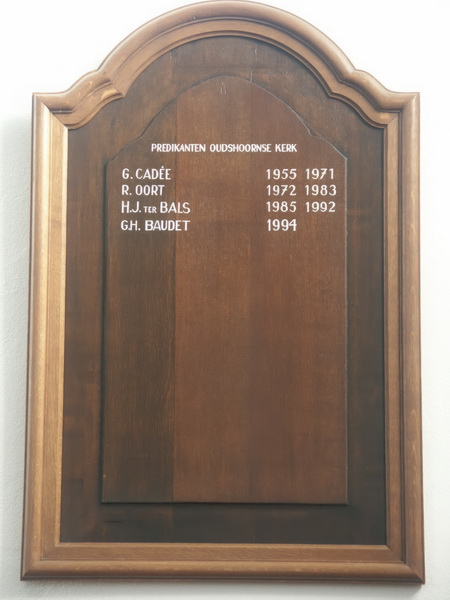 PREDIKANTEN OUDSHOORNSE KERK
G. CADÉE 1955 1971
R. OORT 1972 1983
H.J. TER BALS 1985 1992
G.H. BAUDET 1994